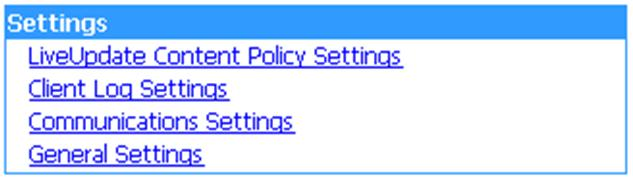 Settings
LiveUpdate Content Policy Settings
Client Log Settings
Communications Settings
General Settings